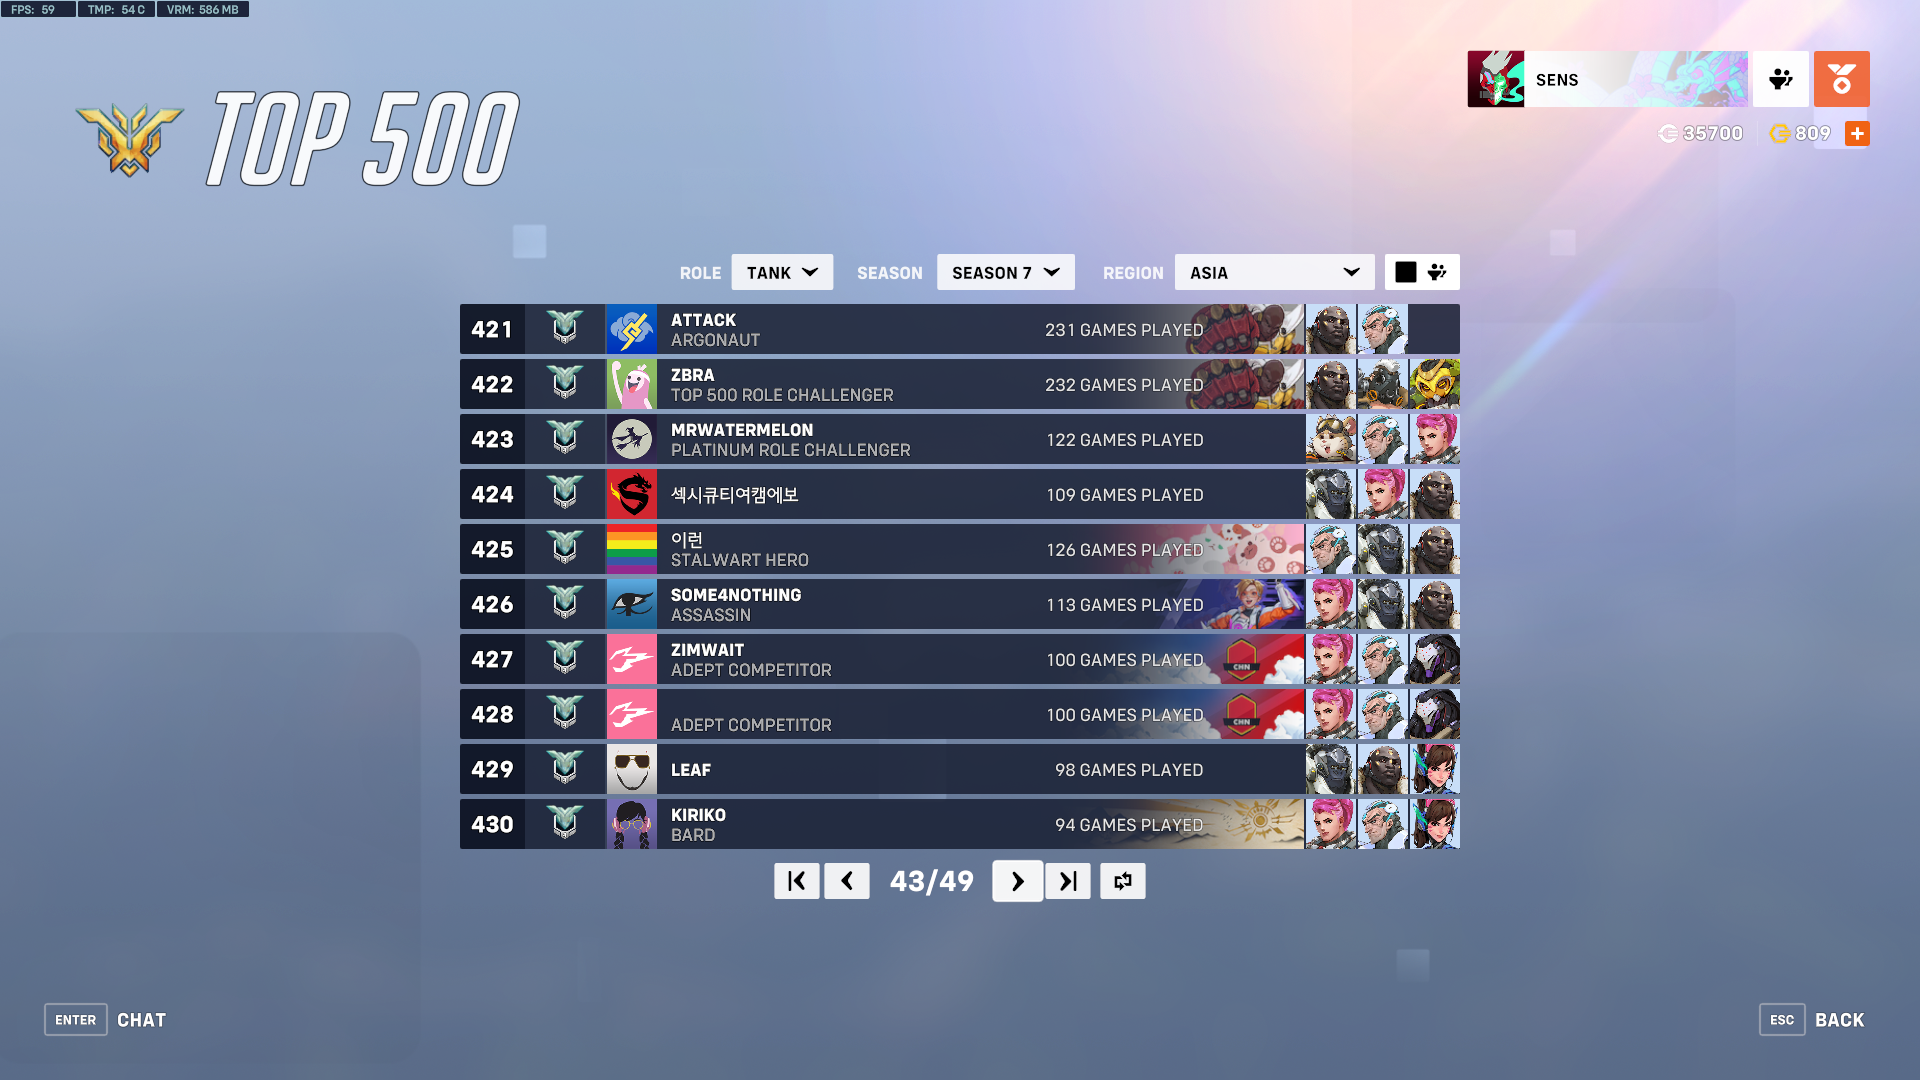 FPS: 59 TMP: 54 C VRM: 586 MB
TOP 500
SENS
35700 809
ROLE TANK SEASON SEASON 7 REGION ASIA
421 ATTACK
ARGONAUT
231 GAMES PLAYED
422 ZBRA
TOP 500 ROLE CHALLENGER
232 GAMES PLAYED
423 MRWATERMELON
PLATINUM ROLE CHALLENGER
122 GAMES PLAYED
424 섹시큐티여캠에보
109 GAMES PLAYED
425 이런
STALWART HERO
126 GAMES PLAYED
426 SOME4NOTHING
ASSASSIN
113 GAMES PLAYED
427 ZIMWAIT
ADEPT COMPETITOR
100 GAMES PLAYED
CHN
428
ADEPT COMPETITOR
100 GAMES PLAYED
CHN
429 LEAF
98 GAMES PLAYED
430 KIRIKO
BARD
94 GAMES PLAYED
43/49
ENTER CHAT
ESC BACK